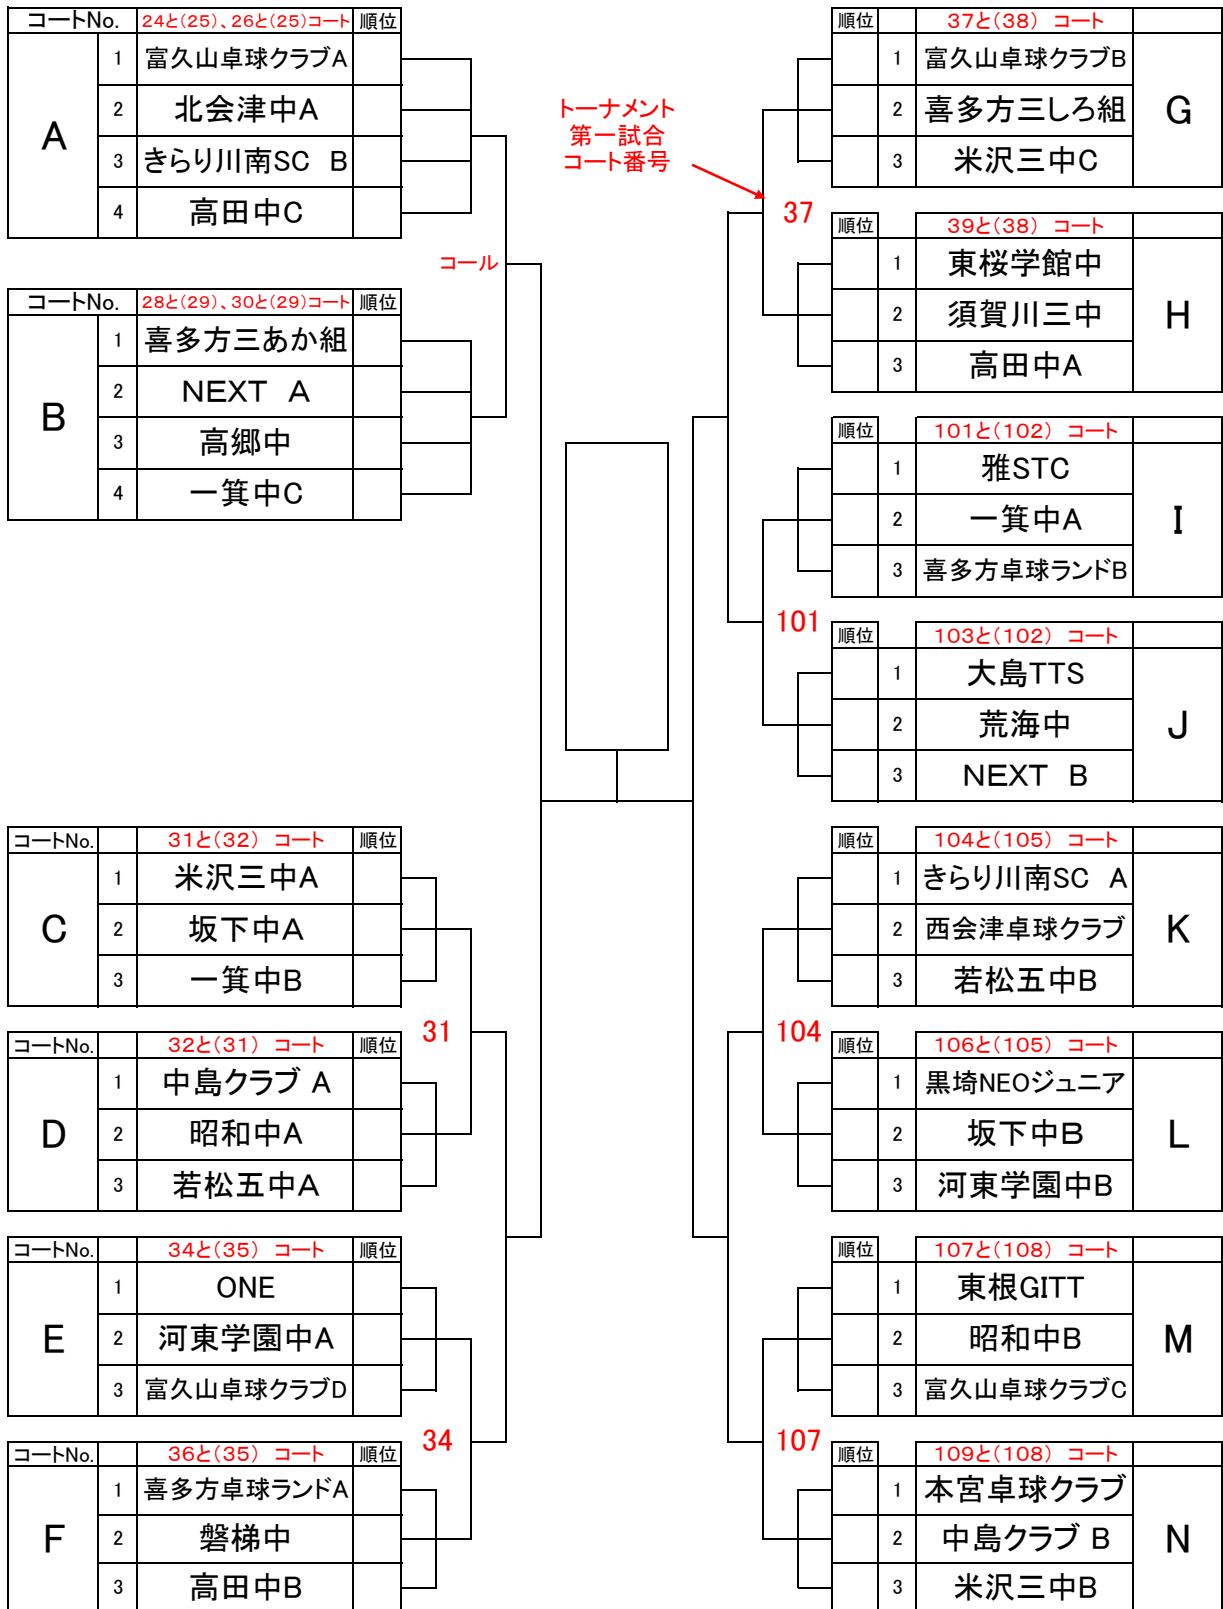 コートNo. 24と(25)、26と(25)コート 順位
A
1 富久山卓球クラブA
2 北会津中A
3 きらり川南SC B
4 高田中C
コール
コートNo. 28と(29)、30と(29)コート 順位
B
1 喜多方三あか組
2 NEXT A
3 高郷中
4 一箕中C
コートNo. 31と(32) コート 順位
C
1 米沢三中A
2 坂下中A
3 一箕中B
31
コートNo. 32と(31) コート 順位
D
1 中島クラブ A
2 昭和中A
3 若松五中A
コートNo. 34と(35) コート 順位
E
1 ONE
2 河東学園中A
3 富久山卓球クラブD
34
コートNo. 36と(35) コート 順位
F
1 喜多方卓球ランドA
2 磐梯中
3 高田中B
トーナメント
第一試合
コート番号
順位 37と(38) コート
1 富久山卓球クラブB
2 喜多方三しろ組
3 米沢三中C
G
37
順位 39と(38) コート
1 東桜学館中
2 須賀川三中
3 高田中A
H
順位 101と(102) コート
1 雅STC
2 一箕中A
3 喜多方卓球ランドB
I
101
順位 103と(102) コート
1 大島TTS
2 荒海中
3 NEXT B
J
順位 104と(105) コート
1 きらり川南SC A
2 西会津卓球クラブ
3 若松五中B
K
104
順位 106と(105) コート
1 黒埼NEOジュニア
2 坂下中B
3 河東学園中B
L
順位 107と(108) コート
1 東根GITT
2 昭和中B
3 富久山卓球クラブC
M
107
順位 109と(108) コート
1 本宮卓球クラブ
2 中島クラブ B
3 米沢三中B
N